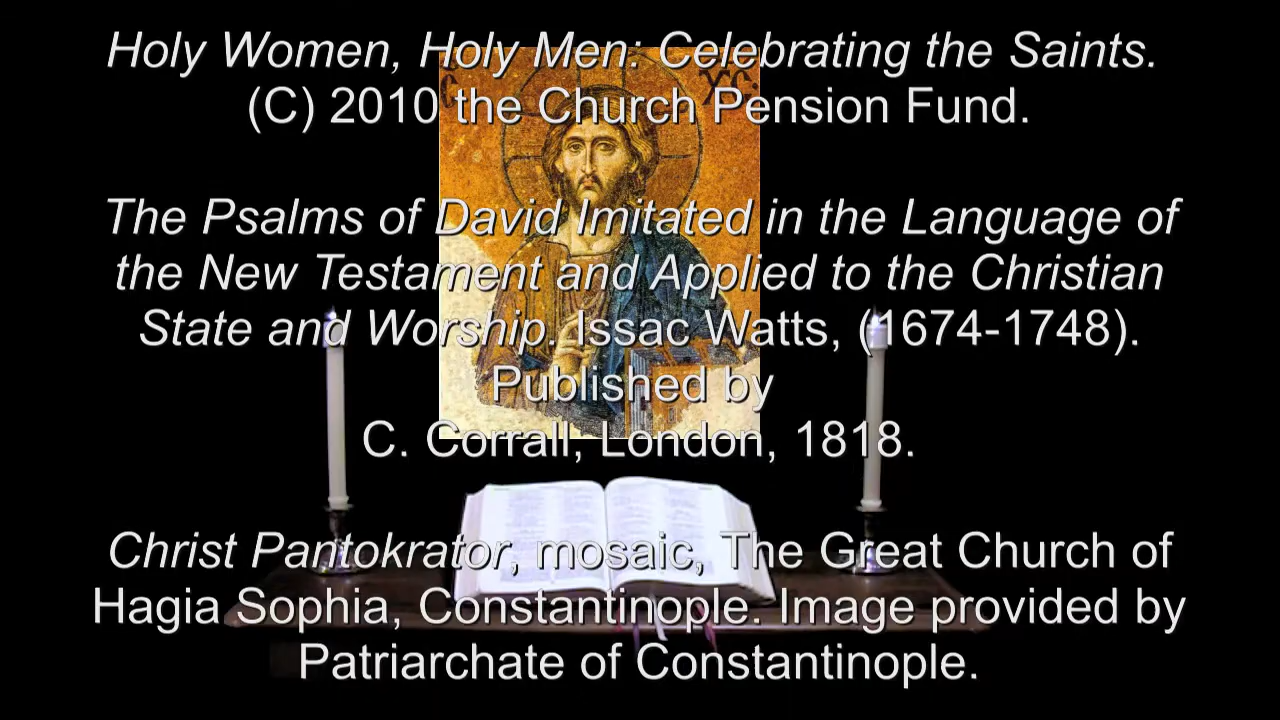 Holy Women, Holy Men: Celebrating the Saints.
(C) 2010 the Church Pension Fund.
The Psalms of David Imitated in the Language of
the New Testament and Applied to the Christian
State and Worship. Issac Watts, (1674-1748).
Published by
C. Corrall, London, 1818.
Christ Pantokrator, mosaic, The Great Church of
Hagia Sophia, Constantinople. Image provided by
Patriarchate of Constantinople.